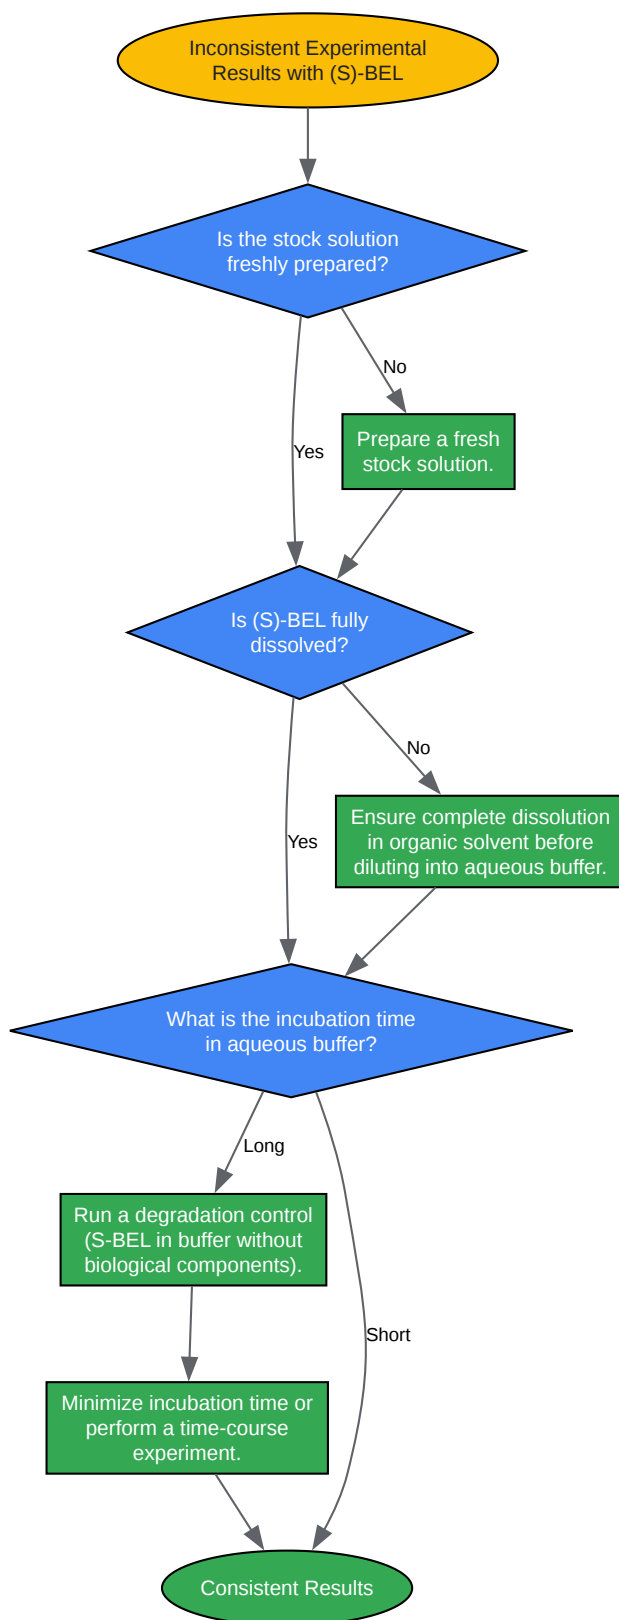 Inconsistent Experimental
Results with (S)-BEL
Is the stock solution
freshly prepared?
No
Prepare a fresh
stock solution.
Yes
Is (S)-BEL fully
dissolved?
No
Ensure complete dissolution
in organic solvent before
diluting into aqueous buffer.
Yes
What is the incubation time
in aqueous buffer?
Long
Run a degradation control
(S-BEL in buffer without
biological components).
Short
Minimize incubation time or
perform a time-course
experiment.
Consistent Results